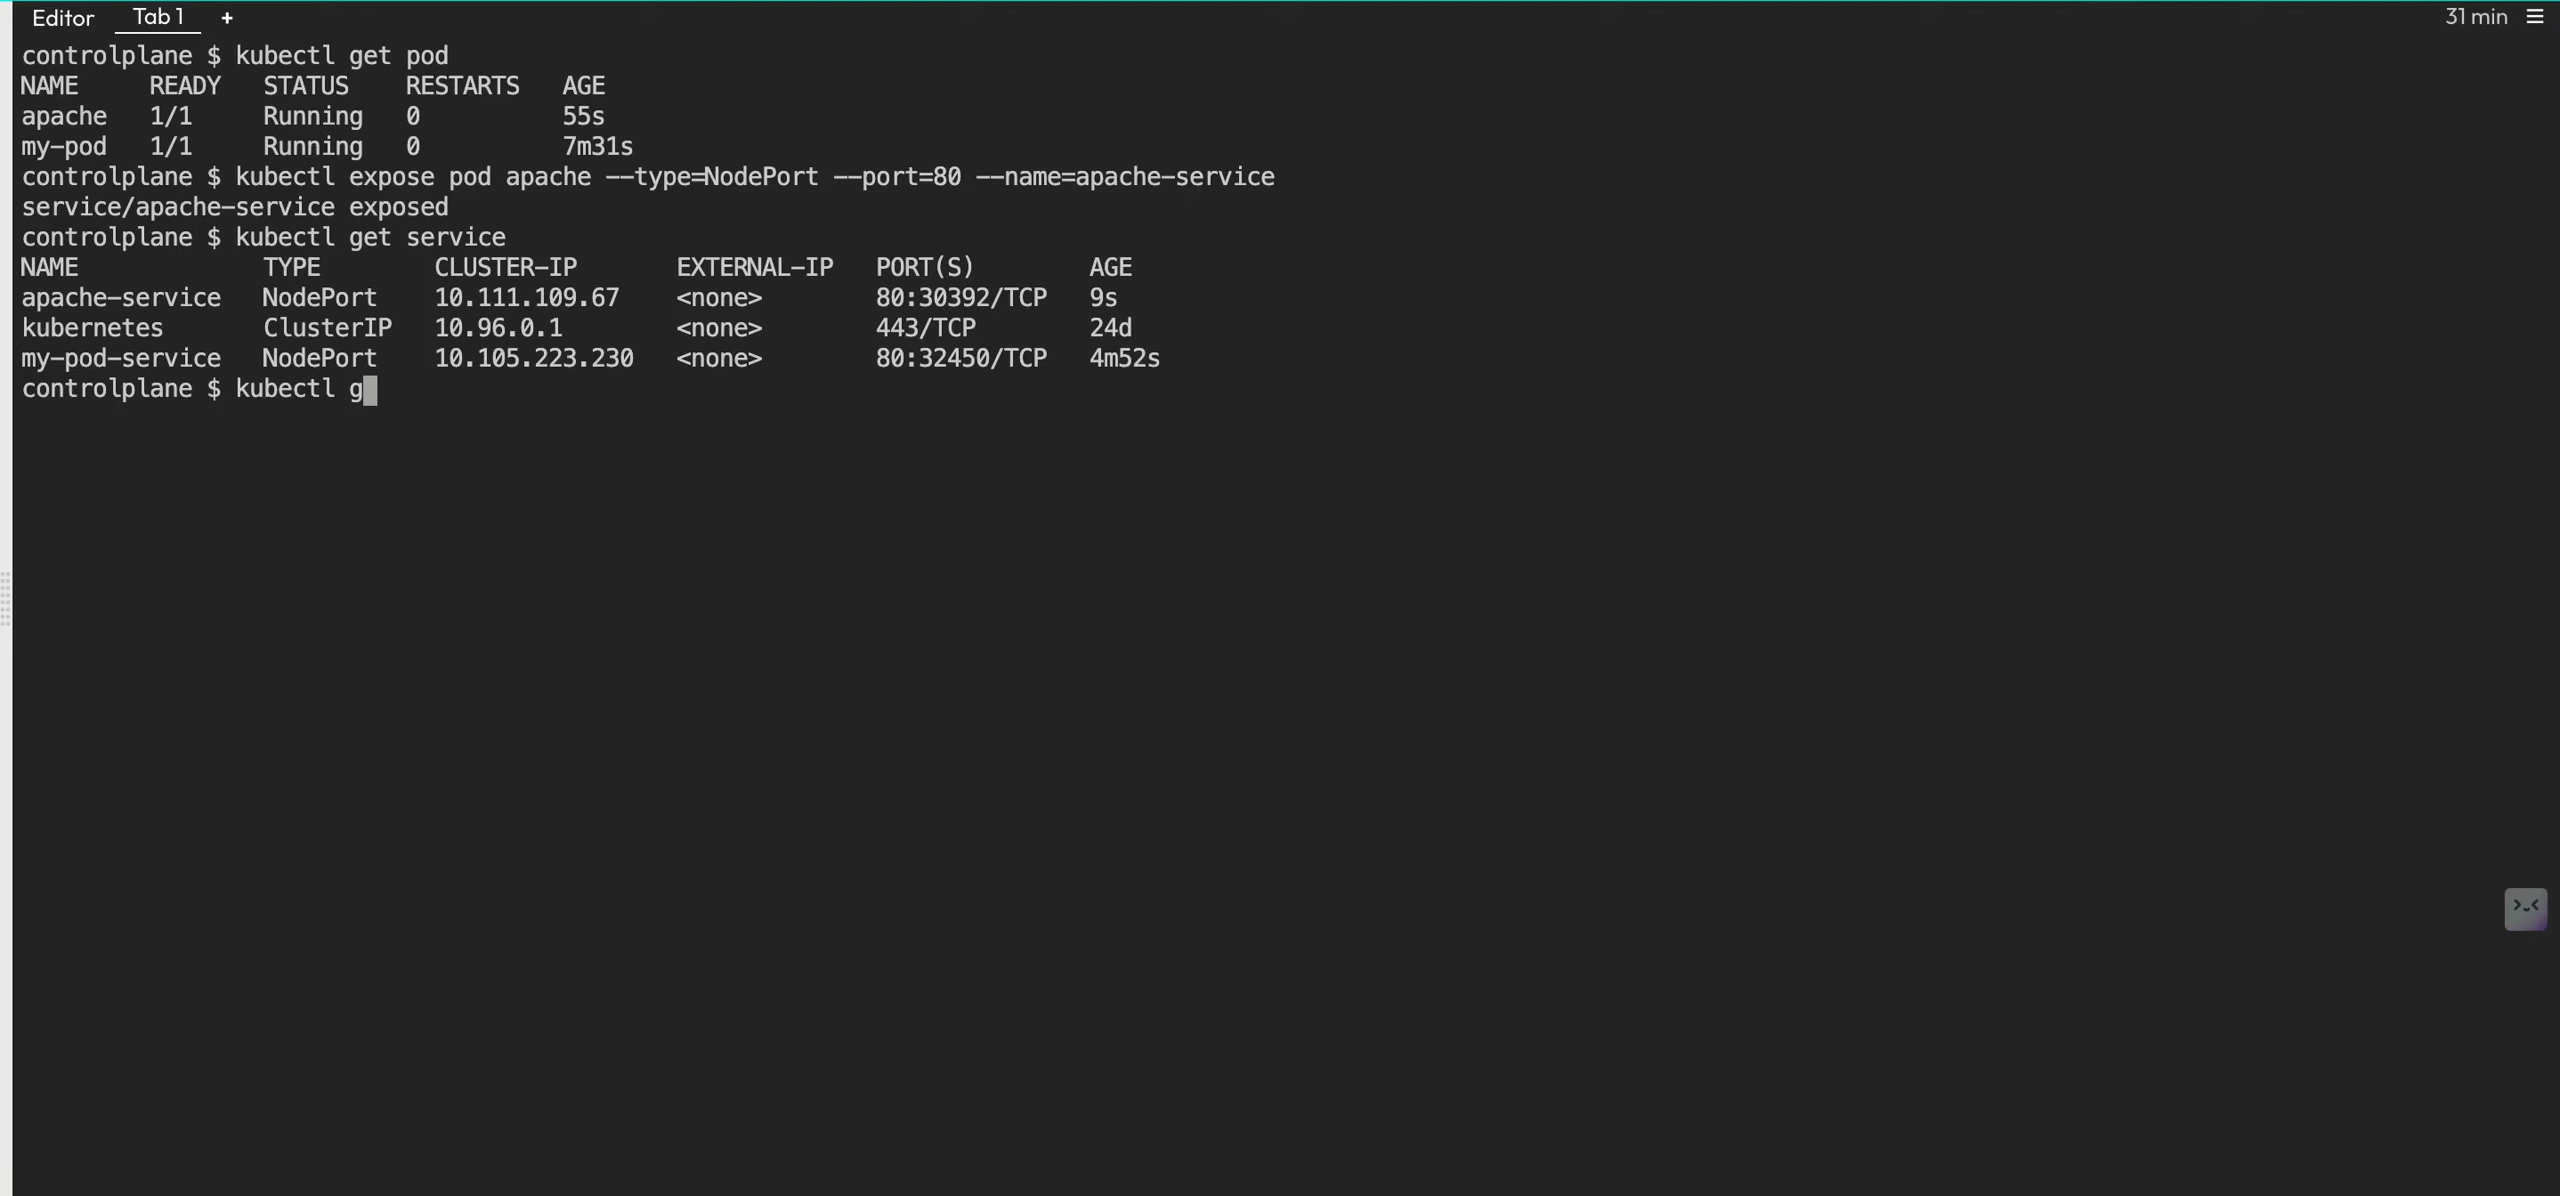 Editor Tab 1 + 31 min
controlplane $ kubectl get pod
NAME READY STATUS RESTARTS AGE
apache 1/1 Running 0 55s
my-pod 1/1 Running 0 7m31s
controlplane $ kubectl expose pod apache --type=NodePort --port=80 --name=apache-service
service/apache-service exposed
controlplane $ kubectl get service
NAME TYPE CLUSTER-IP EXTERNAL-IP PORT(S) AGE
apache-service NodePort 10.111.109.67 <none> 80:30392/TCP 9s
kubernetes ClusterIP 10.96.0.1 <none> 443/TCP 24d
my-pod-service NodePort 10.105.223.230 <none> 80:32450/TCP 4m52s
controlplane $ kubectl g